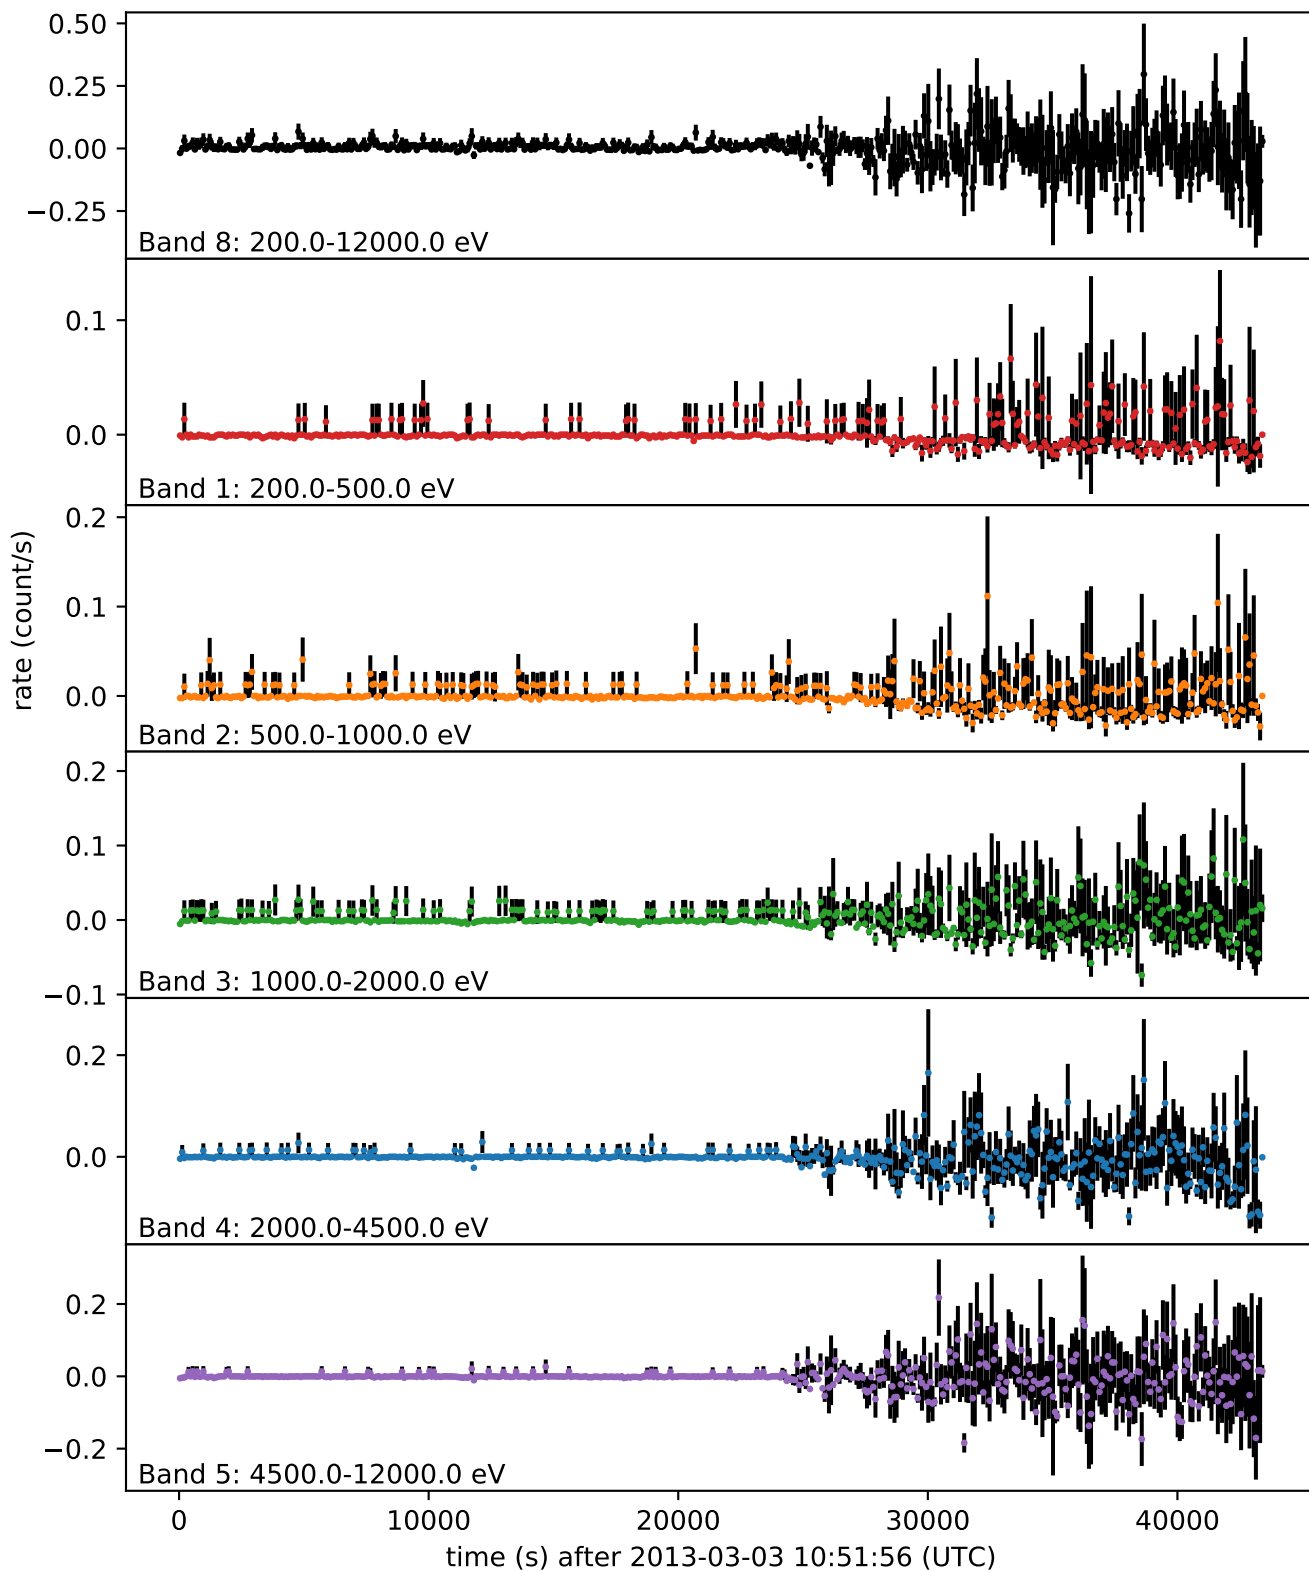 0.50
0.25
0.00
−0.25
Band 8: 200.0-12000.0 eV
0.1
0.0
Band 1: 200.0-500.0 eV
0.2
0.1
0.0
Band 2: 500.0-1000.0 eV
rate (count/s)
0.2
0.1
0.0
−0.1
Band 3: 1000.0-2000.0 eV
0.2
0.0
Band 4: 2000.0-4500.0 eV
0.2
0.0
−0.2
Band 5: 4500.0-12000.0 eV
0 10000 20000 30000 40000
time (s) after 2013-03-03 10:51:56 (UTC)